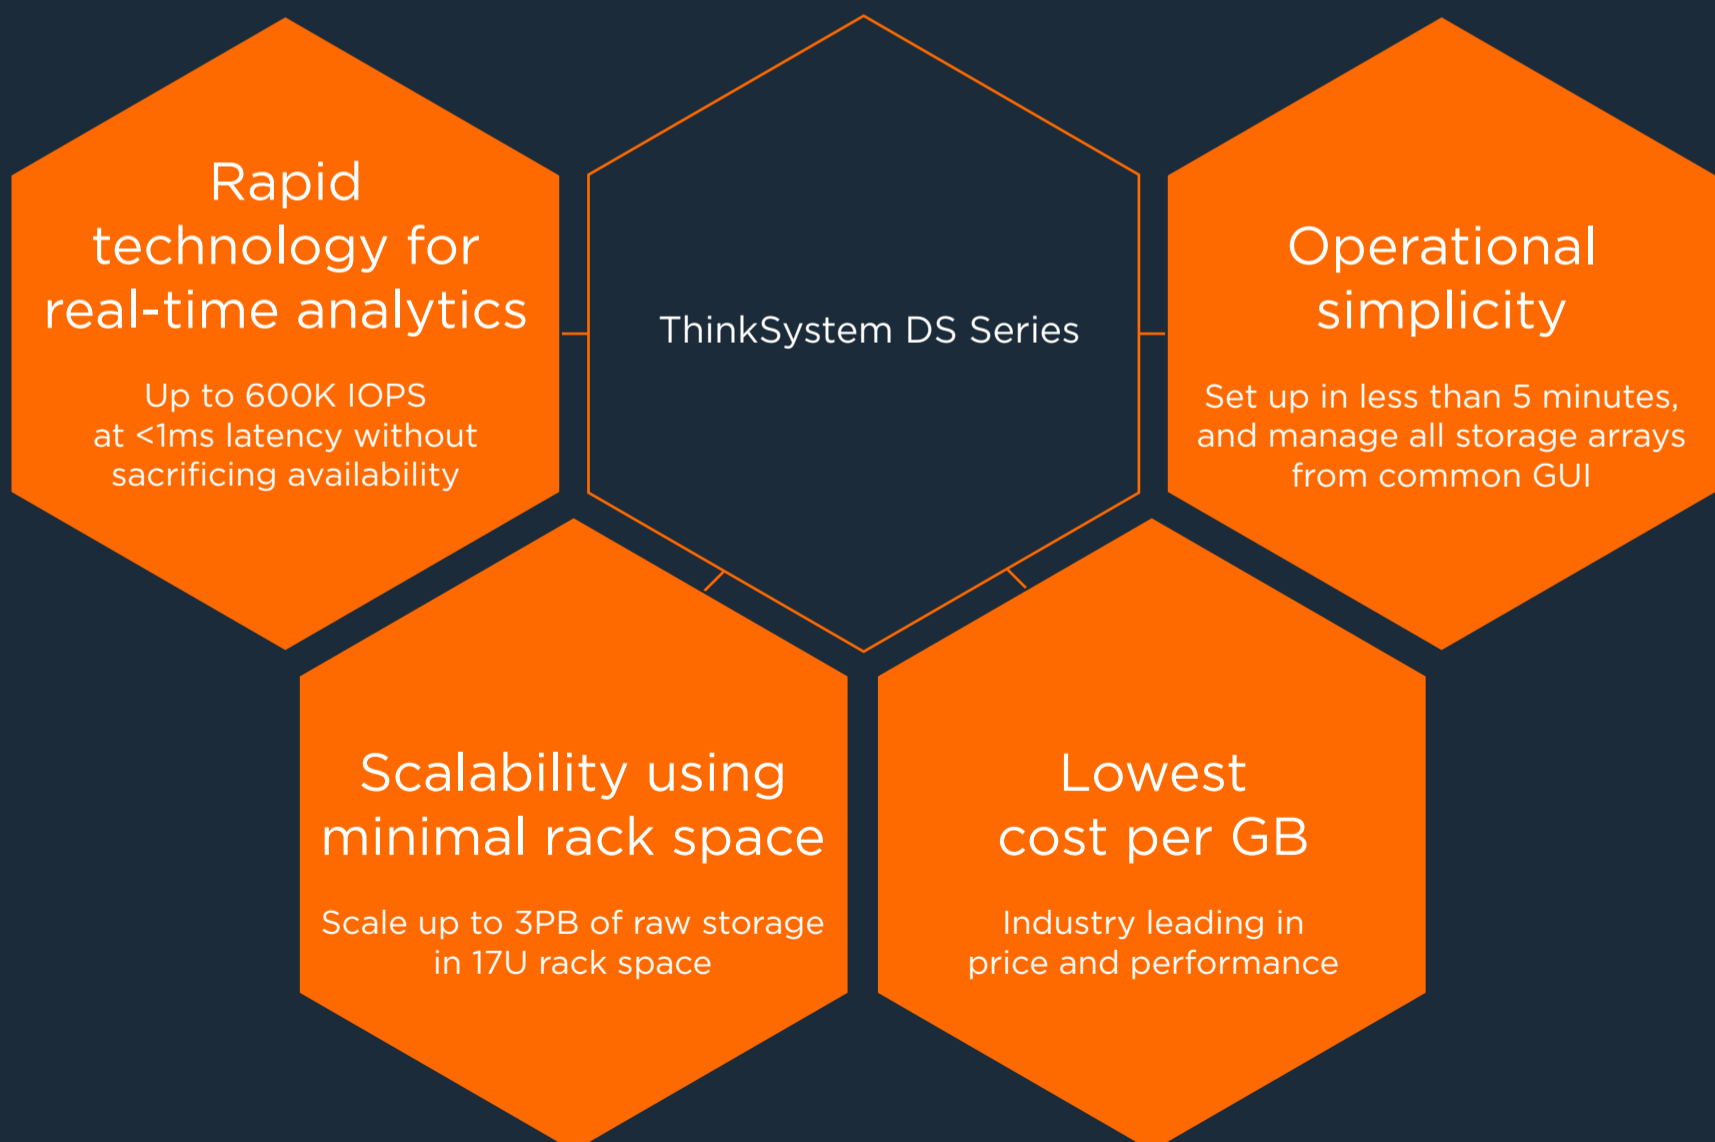 Rapid
technology for
real-time analytics
Up to 600K IOPS
at <1ms latency without
sacrificing availability
ThinkSystem DS Series
Operational
simplicity
Set up in less than 5 minutes,
and manage all storage arrays
from common GUI
Scalability using
minimal rack space
Scale up to 3PB of raw storage
in 17U rack space
Lowest
cost per GB
Industry leading in
price and performance